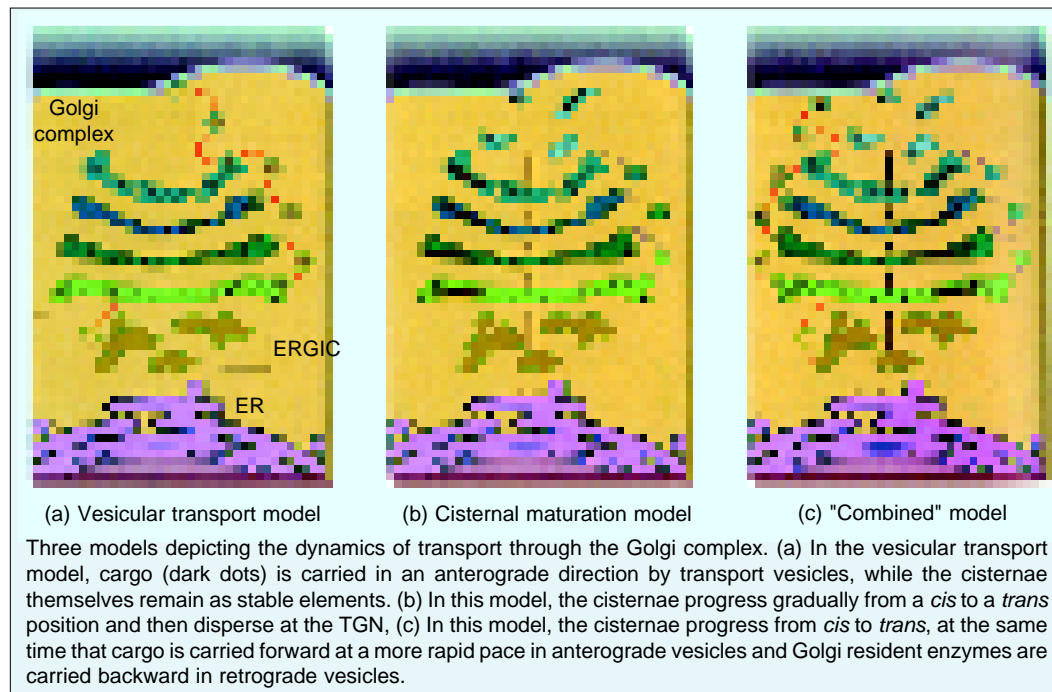 Golgi
complex
ERGIC
ER
(a) Vesicular transport model
(b) Cisternal maturation model
(c) "Combined" model
Three models depicting the dynamics of transport through the Golgi complex. (a) In the vesicular transport
model, cargo (dark dots) is carried in an anterograde direction by transport vesicles, while the cisternae
themselves remain as stable elements. (b) In this model, the cisternae progress gradually from a cis to a trans
position and then disperse at the TGN, (c) In this model, the cisternae progress from cis to trans, at the same
time that cargo is carried forward at a more rapid pace in anterograde vesicles and Golgi resident enzymes are
carried backward in retrograde vesicles.